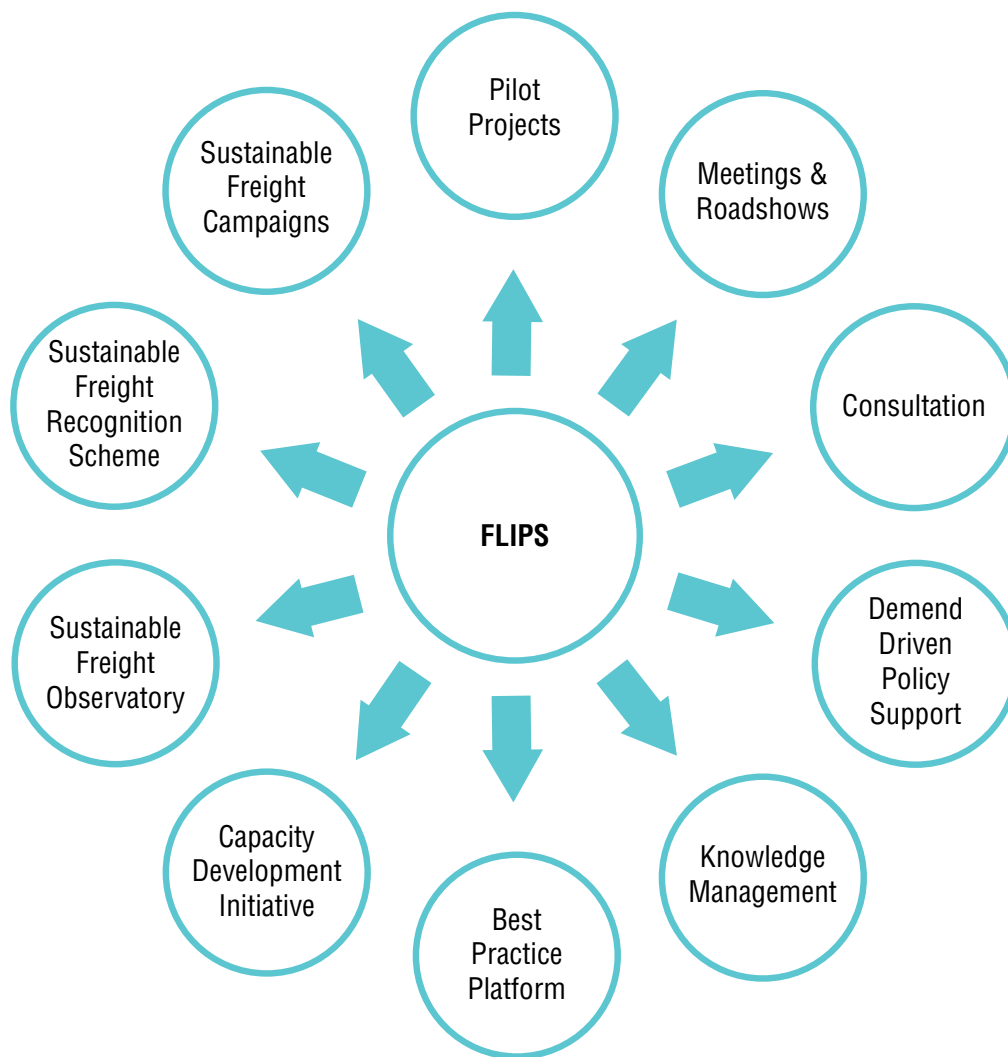 Pilot
Projects
Meetings &
Roadshows
Consultation
Demend
Driven
Policy
Support
Knowledge
Management
Best
Practice
Platform
Capacity
Development
Initiative
Sustainable
Freight
Observatory
Sustainable
Freight
Recognition
Scheme
Sustainable
Freight
Campaigns
FLIPS